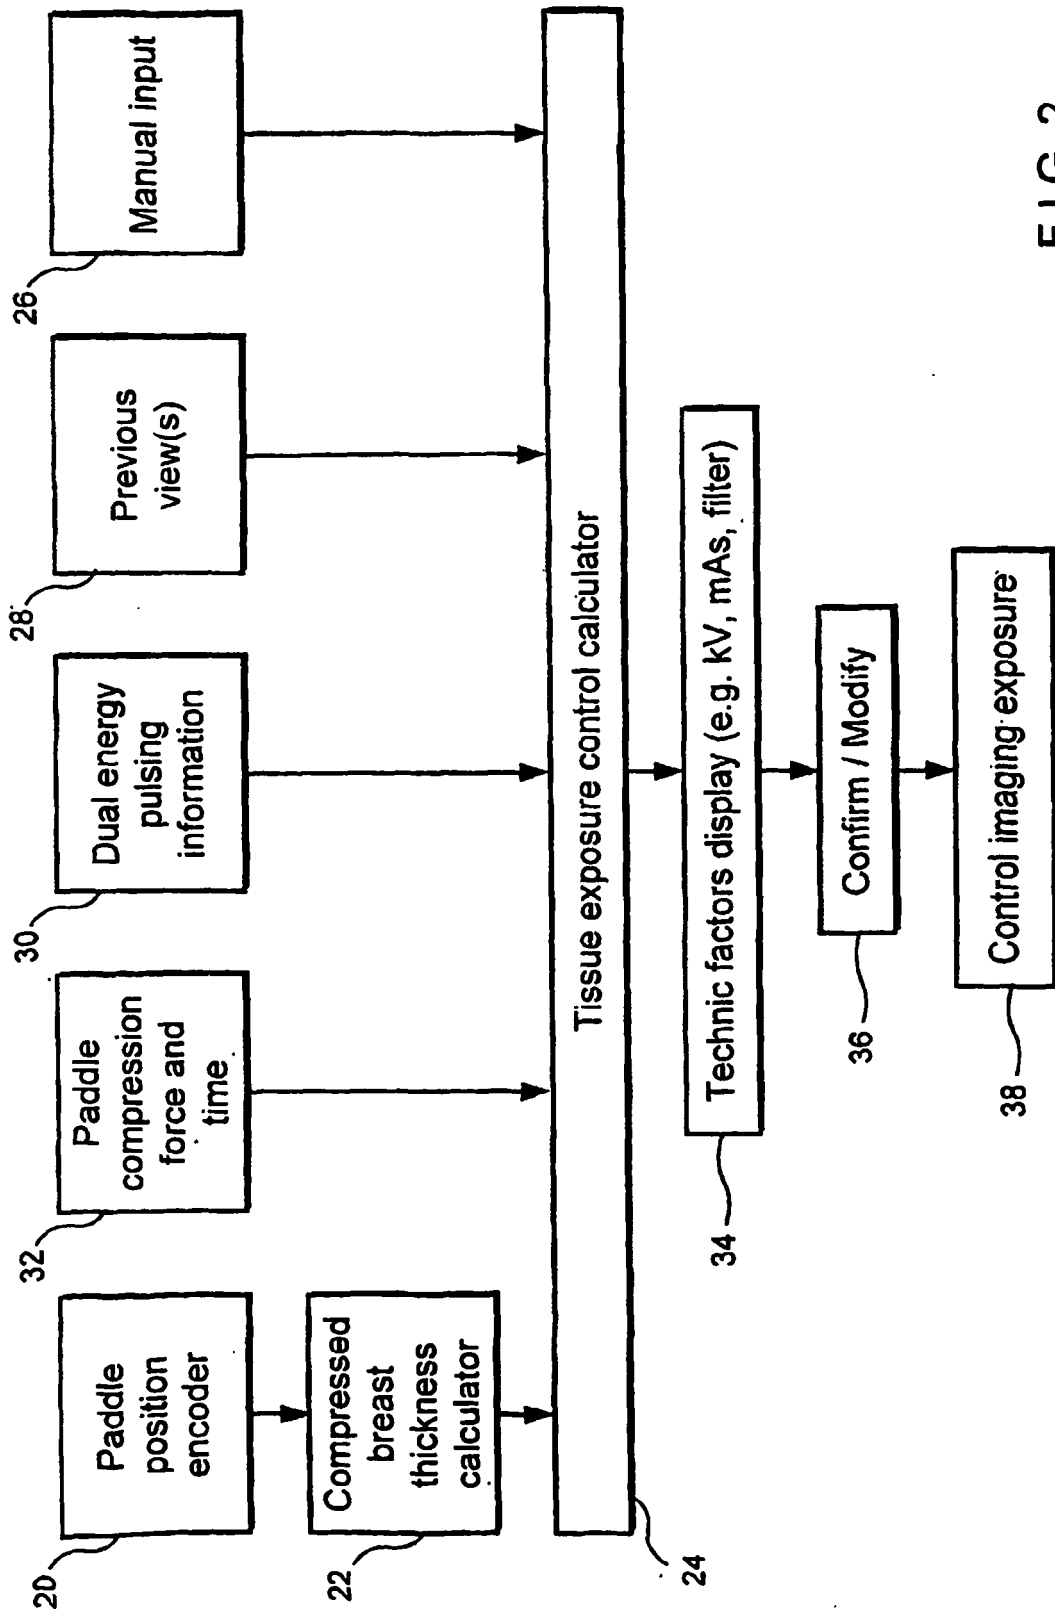 20
Paddle
position
encoder
32
Paddle
compression
force and
time
30
Dual energy
pulsing
information
28
Previous
view(s)
26
Manual input
22
Compressed
breast
thickness
calculator
24
Tissue exposure control calculator
34
Technic factors display (e.g. kV, mAs, filter)
36
Confirm / Modify
38
Control imaging exposure